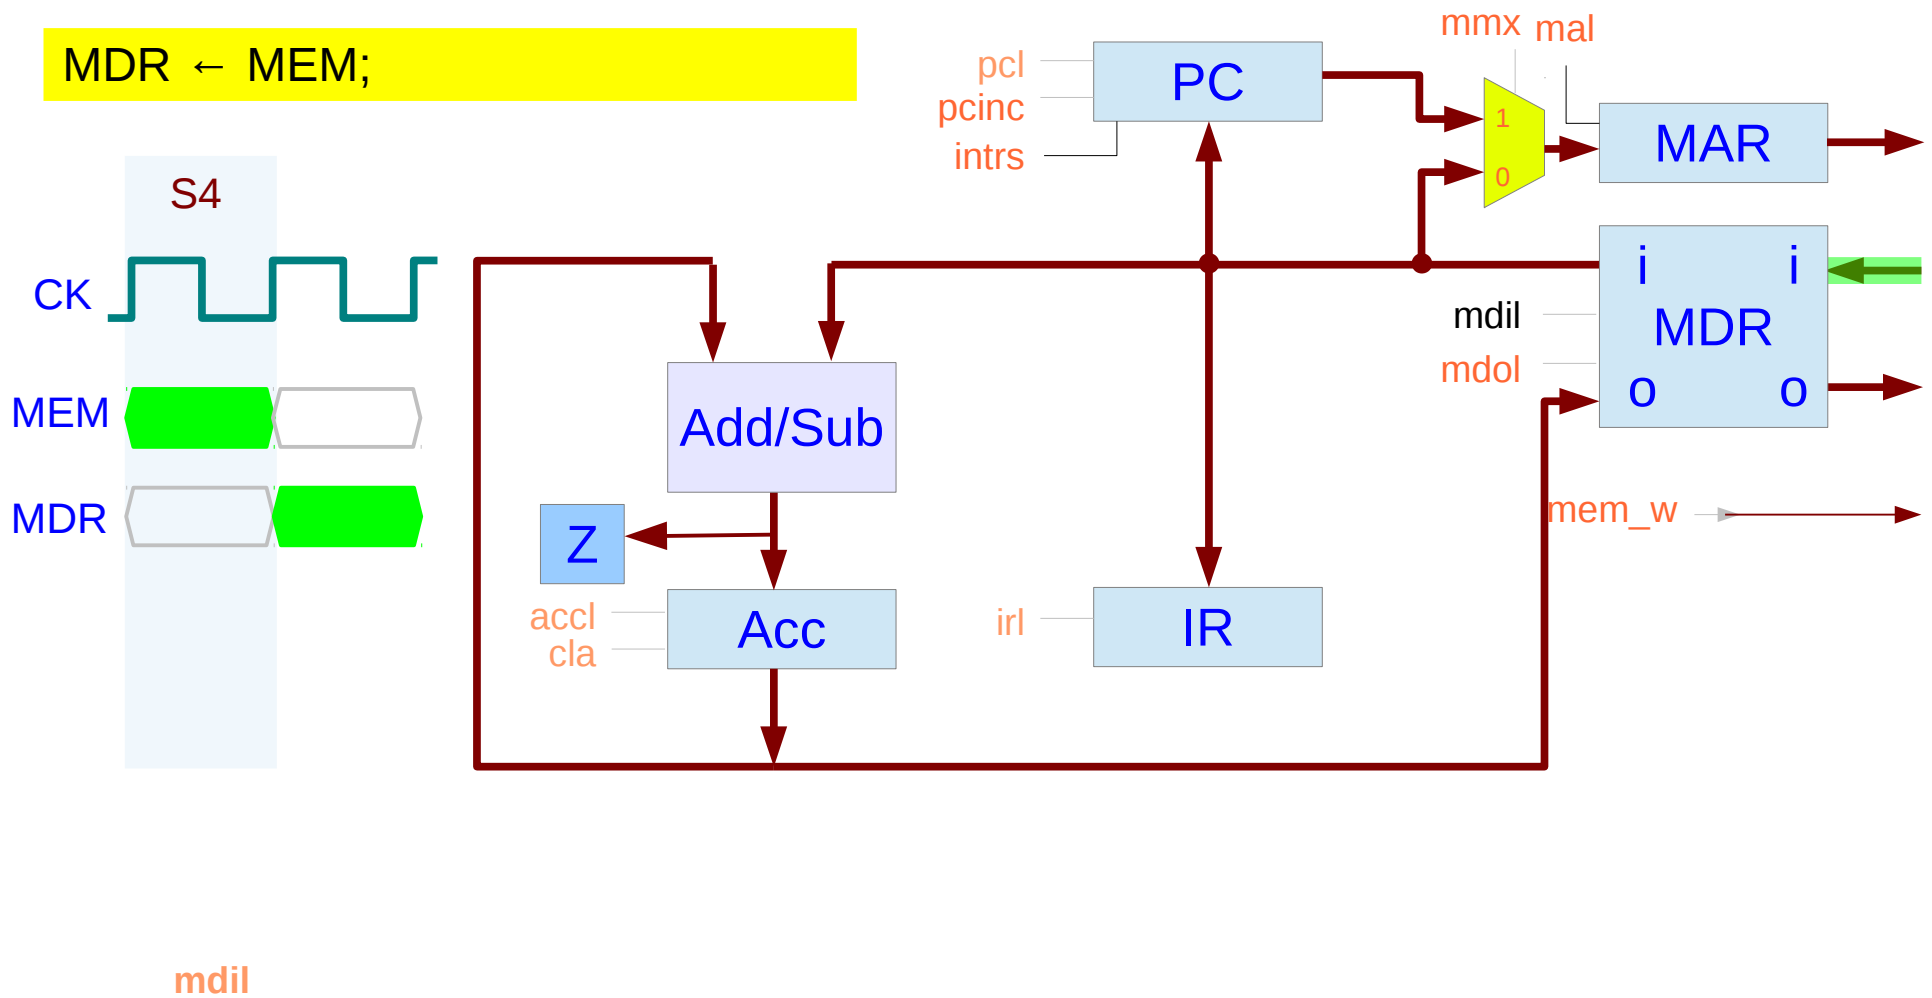 MDR ← MEM;
S4
CK
MEM
MDR
mdil
pcl
pcinc
intrs
PC
mmx
mal
1
0
MAR
i i
MDR
o o
mdil
mdol
mem_w
Add/Sub
Z
accl
cla
Acc
irl
IR